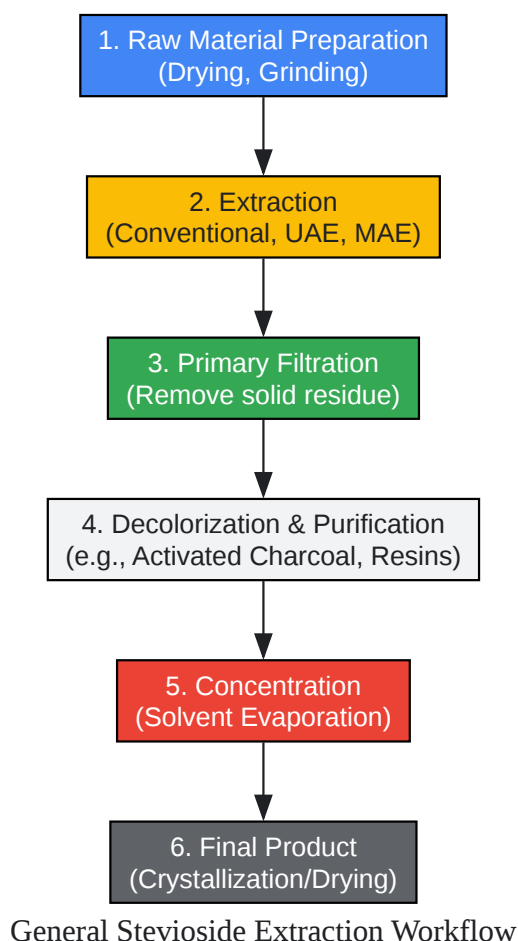 1. Raw Material Preparation
(Drying, Grinding)
2. Extraction
(Conventional, UAE, MAE)
3. Primary Filtration
(Remove solid residue)
4. Decolorization & Purification
(e.g., Activated Charcoal, Resins)
5. Concentration
(Solvent Evaporation)
6. Final Product
(Crystallization/Drying)
General Stevioside Extraction Workflow